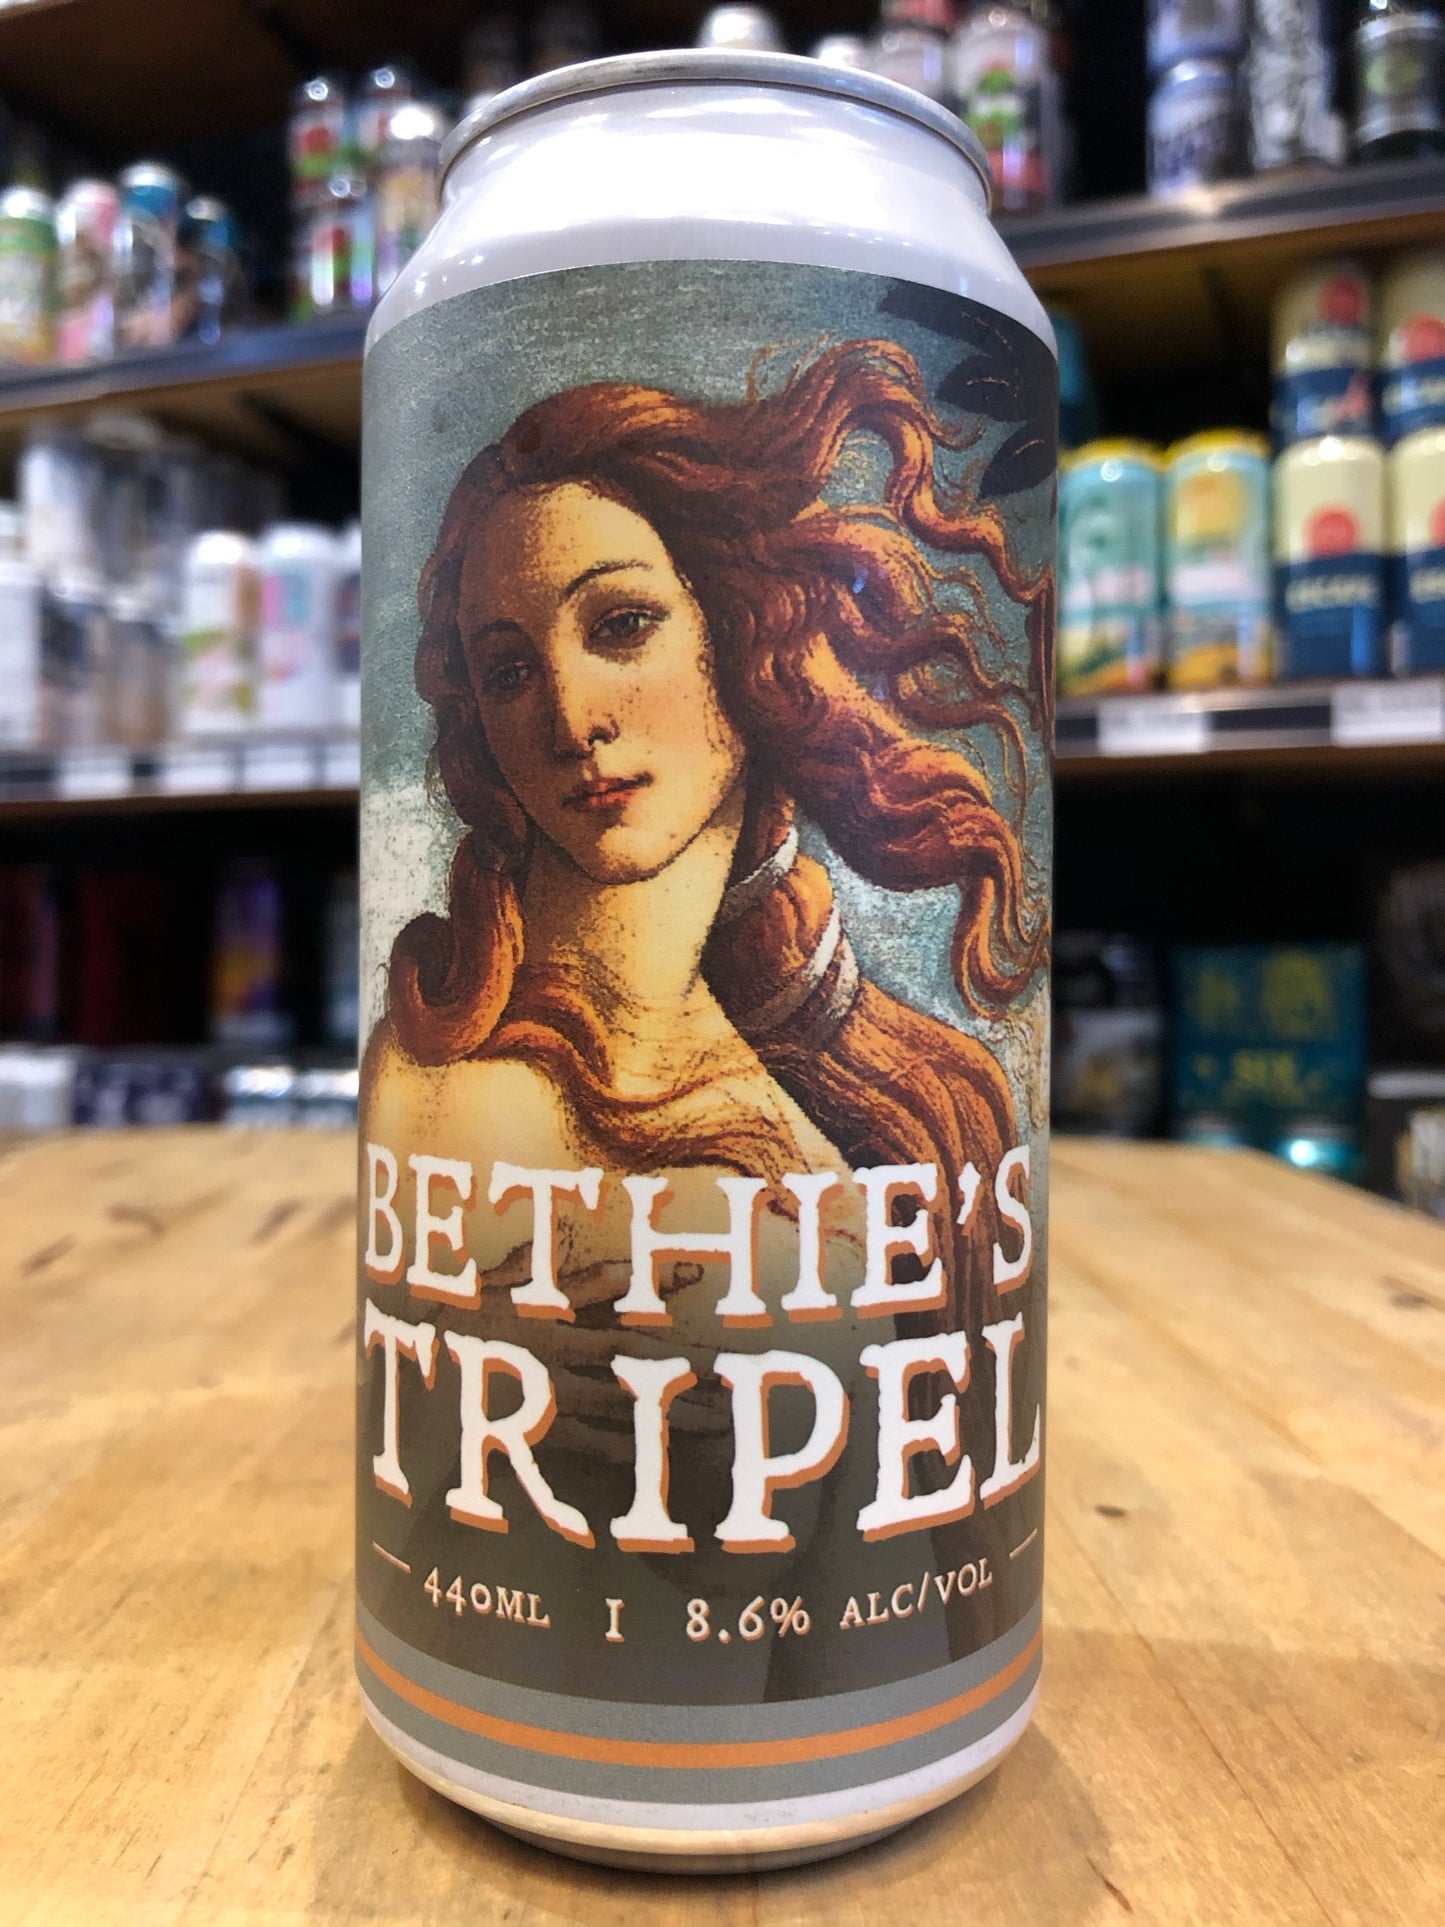 BETHIE'S
TRIPEL
440ML I 8.6% ALC/VOL